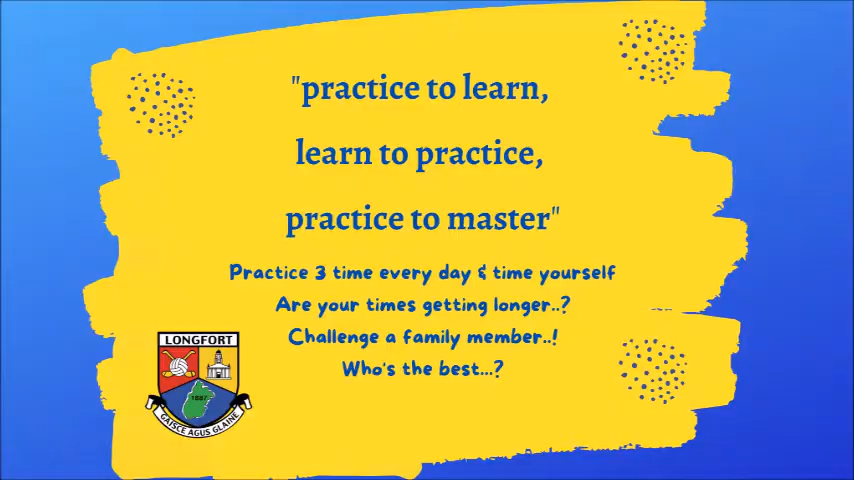 "practice to learn,
learn to practice,
practice to master"
Practice 3 time every day & time yourself
Are your times getting longer..?
Challenge a family member..!
Who's the best...?
LONGFORT
1887
GAISCE AGUS GLAINE